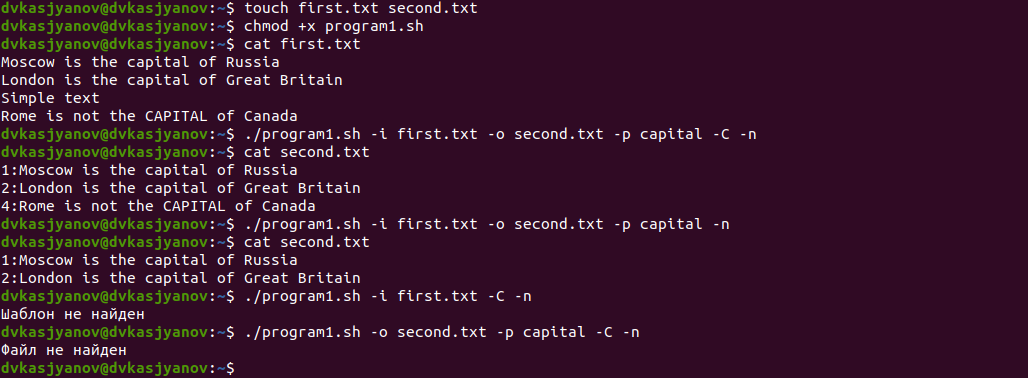 dvkasjyanov@dvkasjyanov:~$ touch first.txt second.txt
dvkasjyanov@dvkasjyanov:~$ chmod +x program1.sh
dvkasjyanov@dvkasjyanov:~$ cat first.txt
Moscow is the capital of Russia
London is the capital of Great Britain
Simple text
Rome is not the CAPITAL of Canada
dvkasjyanov@dvkasjyanov:~$ ./program1.sh -i first.txt -o second.txt -p capital -C -n
dvkasjyanov@dvkasjyanov:~$ cat second.txt
1:Moscow is the capital of Russia
2:London is the capital of Great Britain
4:Rome is not the CAPITAL of Canada
dvkasjyanov@dvkasjyanov:~$ ./program1.sh -i first.txt -o second.txt -p capital -n
dvkasjyanov@dvkasjyanov:~$ cat second.txt
1:Moscow is the capital of Russia
2:London is the capital of Great Britain
dvkasjyanov@dvkasjyanov:~$ ./program1.sh -i first.txt -C -n
Шаблон не найден
dvkasjyanov@dvkasjyanov:~$ ./program1.sh -o second.txt -p capital -C -n
Файл не найден
dvkasjyanov@dvkasjyanov:~$